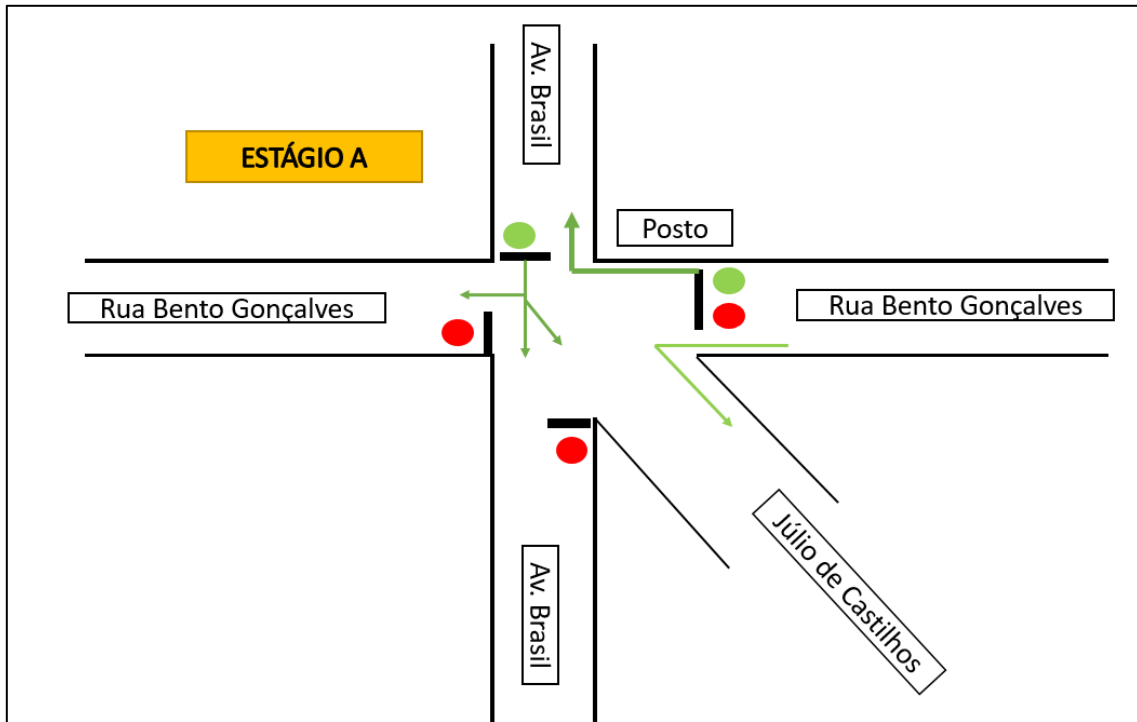 Av. Brasil
ESTÁGIO A
Posto
Rua Bento Gonçalves
Rua Bento Gonçalves
Av. Brasil
Júlio de Castilhos